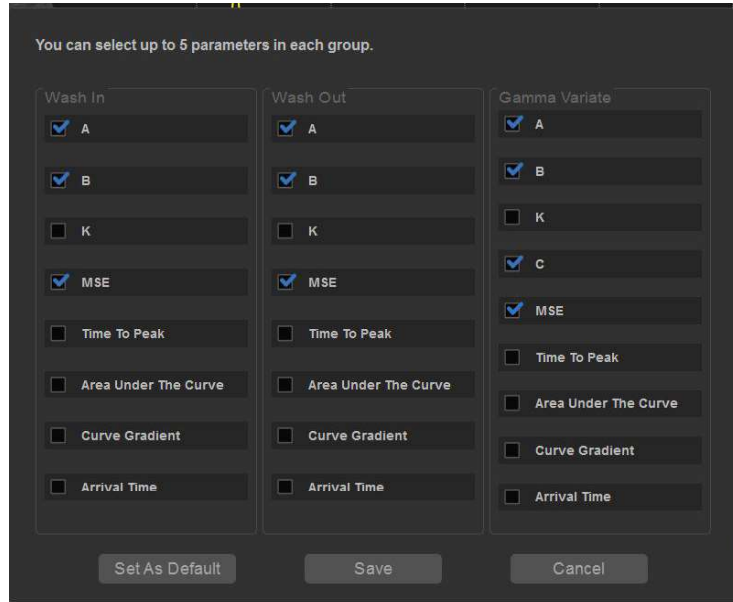 You can select up to 5 parameters in each group.
Wash In
A
B
K
MSE
Time To Peak
Area Under The Curve
Curve Gradient
Arrival Time
Wash Out
A
B
K
MSE
Time To Peak
Area Under The Curve
Curve Gradient
Arrival Time
Gamma Variate
A
B
K
C
MSE
Time To Peak
Area Under The Curve
Curve Gradient
Arrival Time
Set As Default
Save
Cancel